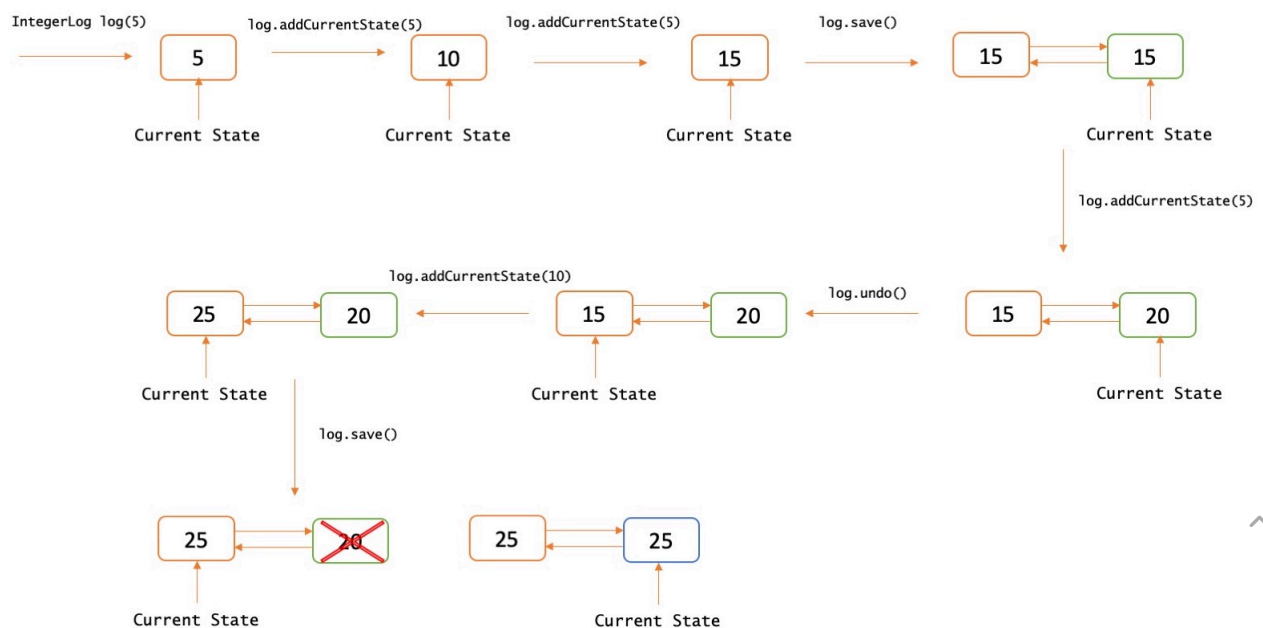 IntegerLog log(5)
log.addCurrentState(5)
log.addCurrentState(5)
log.save()
5
10
15
15
15
Current State
Current State
Current State
Current State
log.addCurrentState(5)
log.addCurrentState(10)
log.undo()
25
20
15
20
15
20
Current State
Current State
Current State
log.save()
25
20
25
25
Current State
Current State